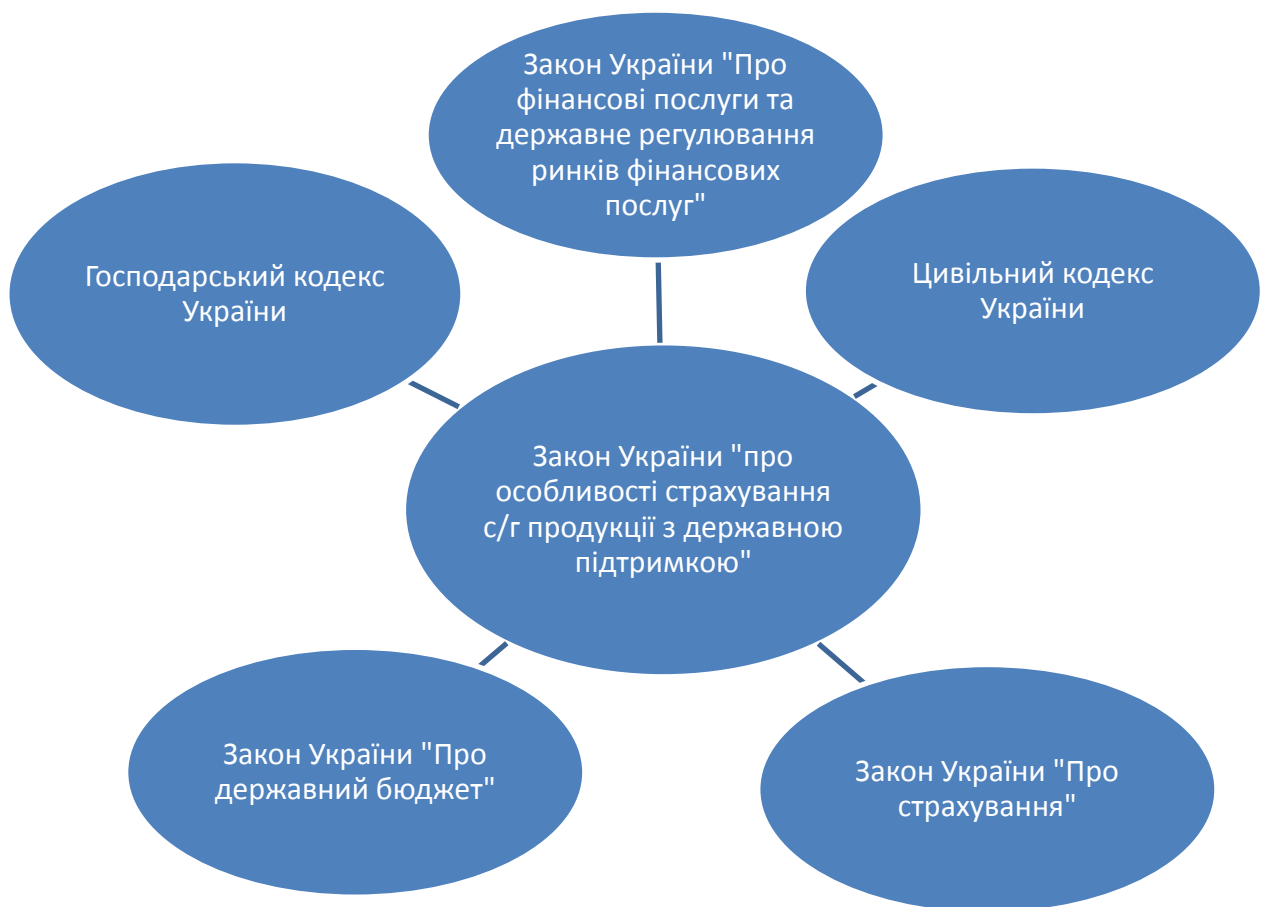 Закон України "Про
фінансові послуги та
державне регулювання
ринків фінансових
послуг"
Господарський кодекс
України
Цивільний кодекс
України
Закон України "про
особливості страхування
с/г продукції з державною
підтримкою"
Закон України "Про
державний бюджет"
Закон України "Про
страхування"